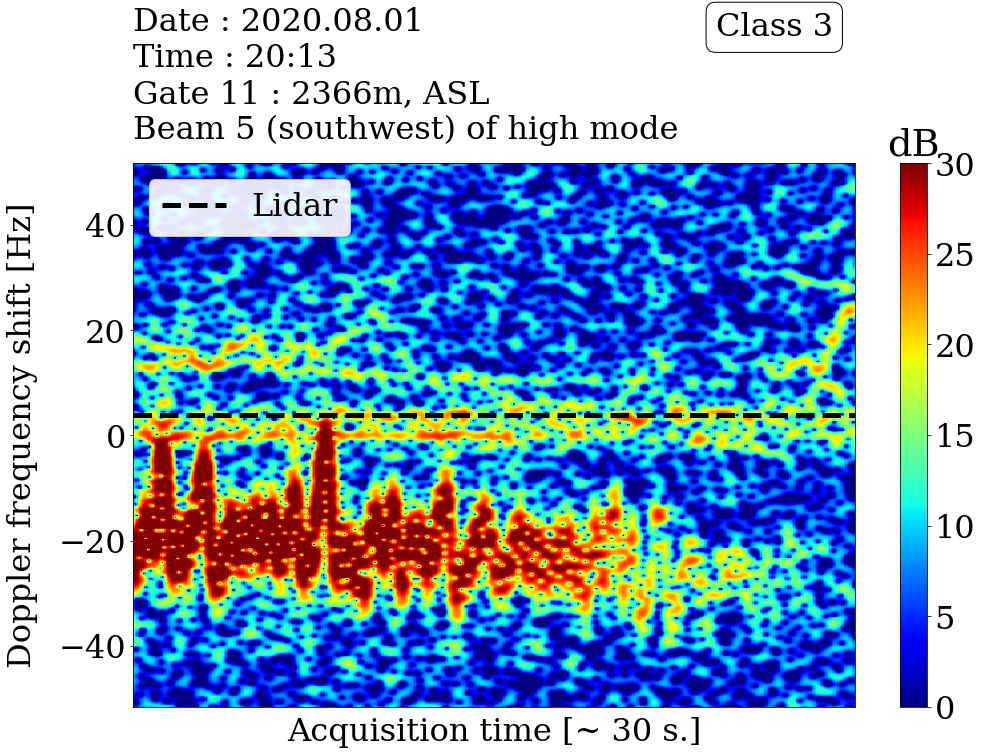 Date : 2020.08.01
Time : 20:13
Gate 11 : 2366m, ASL
Beam 5 (southwest) of high mode
Class 3
dB
Lidar
Doppler frequency shift [Hz]
40
20
0
−20
−40
30
25
20
15
10
5
0
Acquisition time [~ 30 s.]